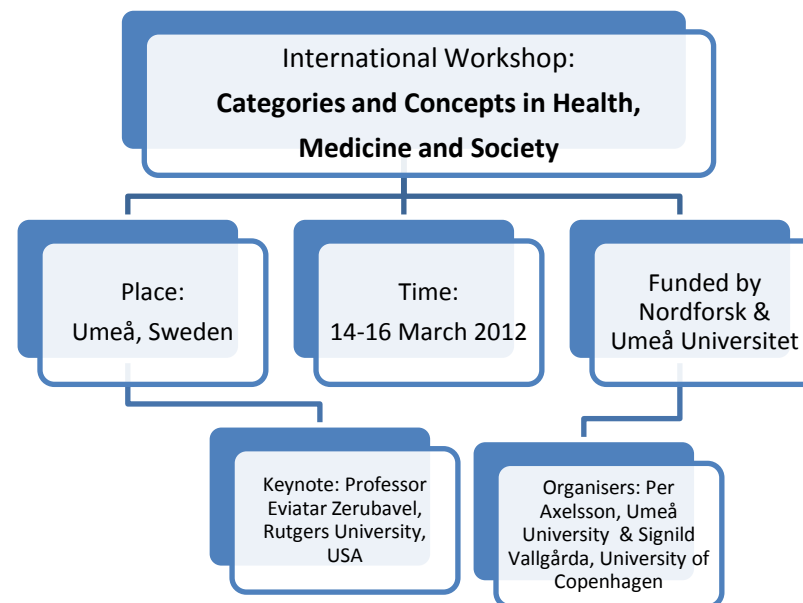 International Workshop:
Categories and Concepts in Health,
Medicine and Society
Place:
Umeå, Sweden
Time:
14-16 March 2012
Funded by
Nordforsk &
Umeå Universitet
Keynote: Professor
Eviatar Zerubavel,
Rutgers University,
USA
Organisers: Per
Axelsson, Umeå
University & Signild
Vallgårda, University of
Copenhagen